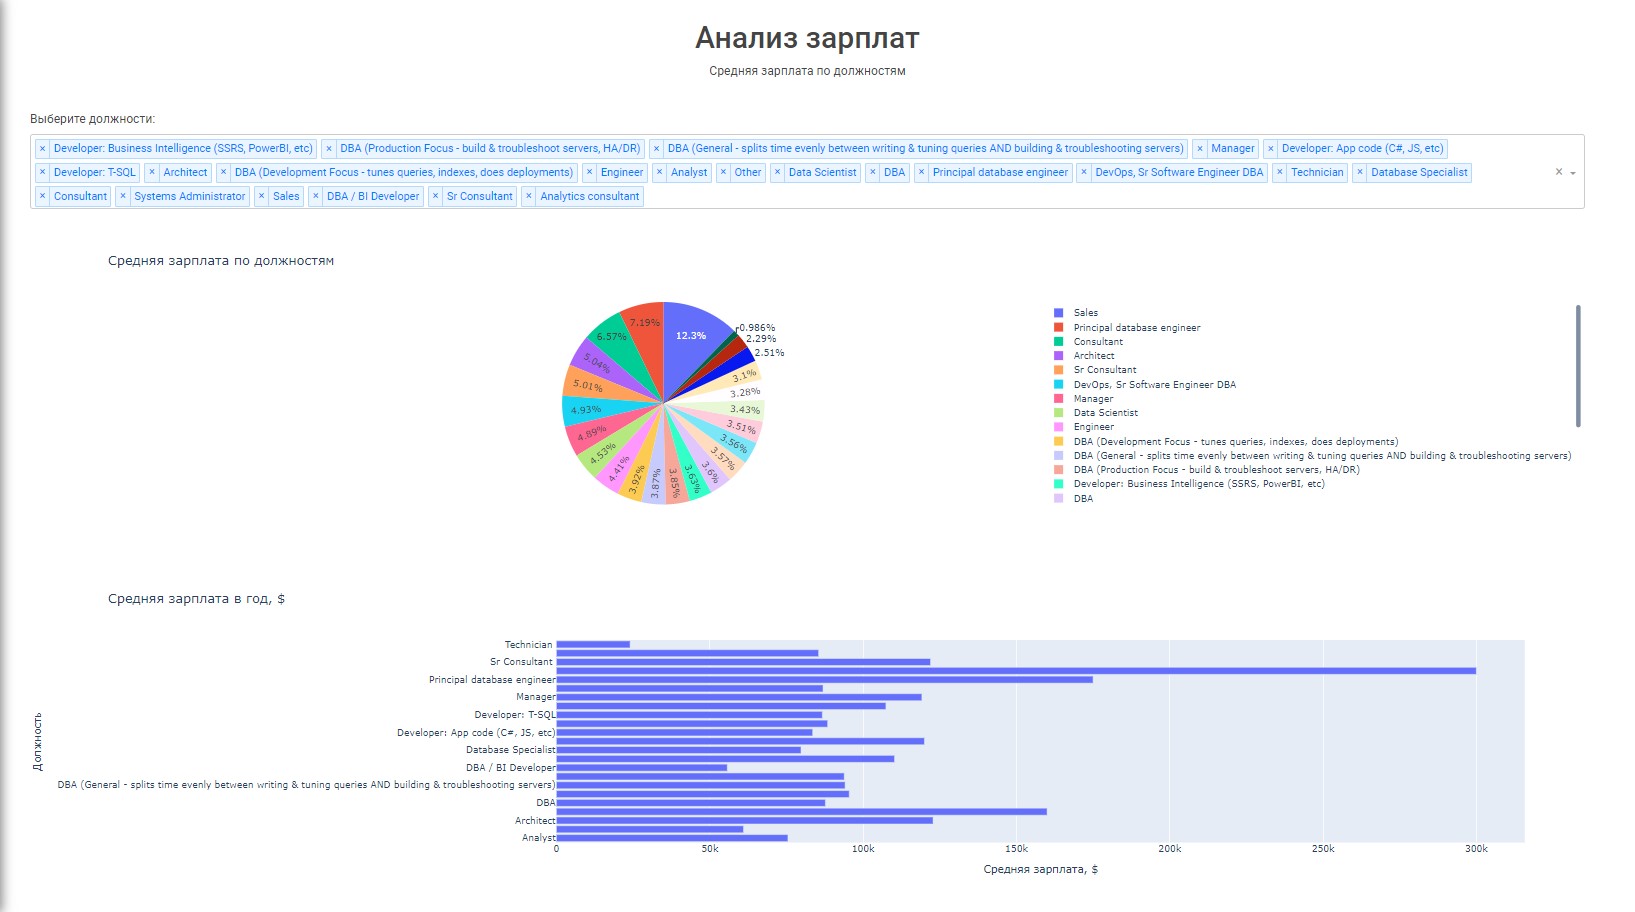 Анализ зарплат
Средняя зарплата по должностям
Выберите должности:
× Developer: Business Intelligence (SSRS, PowerBI, etc) × DBA (Production Focus - build & troubleshoot servers, HA/DR) × DBA (General - splits time evenly between writing & tuning queries AND building & troubleshooting servers) × Manager × Developer: App code (C#, JS, etc)
× Developer: T-SQL × Architect × DBA (Development Focus - tunes queries, indexes, does deployments) × Engineer × Analyst × Other × Data Scientist × DBA × Principal database engineer × DevOps, Sr Software Engineer DBA × Technician × Database Specialist ×
× Consultant × Systems Administrator × Sales × DBA / BI Developer × Sr Consultant × Analytics consultant
Средняя зарплата по должностям
12.3%
7.19%
6.57%
5.04%
5.01%
4.93%
4.89%
4.53%
4.41%
3.92%
3.87%
3.85%
3.63%
3.6%
3.57%
3.56%
3.51%
3.43%
3.28%
3.1%
2.51%
2.29%
0.986%
Sales
Principal database engineer
Consultant
Architect
Sr Consultant
DevOps, Sr Software Engineer DBA
Manager
Data Scientist
Engineer
DBA (Development Focus - tunes queries, indexes, does deployments)
DBA (General - splits time evenly between writing & tuning queries AND building & troubleshooting servers)
DBA (Production Focus - build & troubleshoot servers, HA/DR)
Developer: Business Intelligence (SSRS, PowerBI, etc)
DBA
Средняя зарплата в год, $
Должность
Technician
Sr Consultant
Principal database engineer
Manager
Developer: T-SQL
Developer: App code (C#, JS, etc)
Database Specialist
DBA / BI Developer
DBA (General - splits time evenly between writing & tuning queries AND building & troubleshooting servers)
DBA
Architect
Analyst
0 50k 100k 150k 200k 250k 300k
Средняя зарплата, $